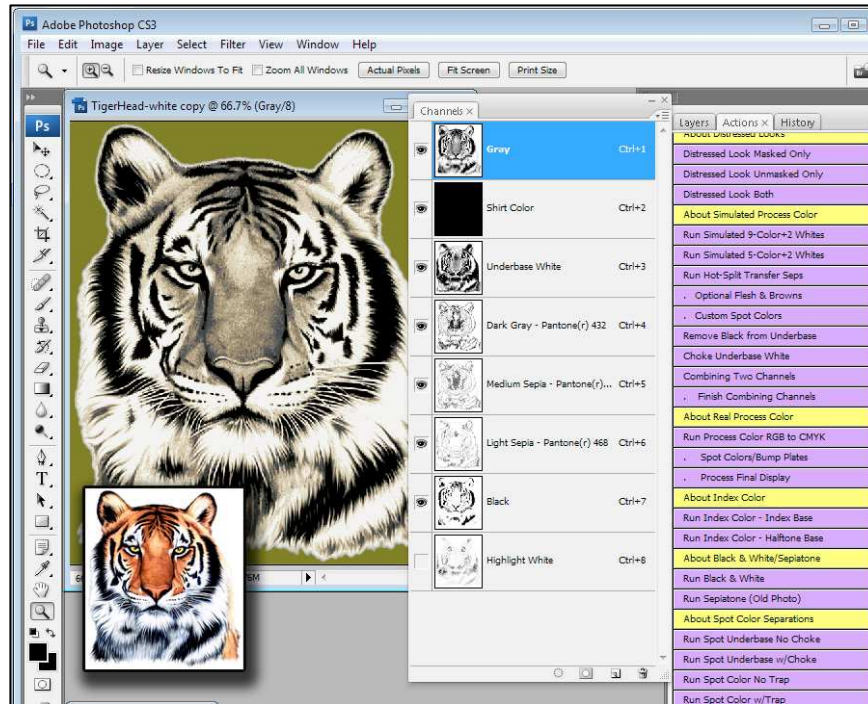 Ps Adobe Photoshop CS3
File Edit Image Layer Select Filter View Window Help
Resize Windows To Fit Zoom All Windows Actual Pixels Fit Screen Print Size
TigerHead-white copy @ 66.7% (Gray/8)
Ps
T
Channels ×
Gray Ctrl+1
Shirt Color Ctrl+2
Underbase White Ctrl+3
Dark Gray - Pantone(r) 432 Ctrl+4
Medium Sepia - Pantone(r)... Ctrl+5
Light Sepia - Pantone(r) 468 Ctrl+6
Black Ctrl+7
Highlight White Ctrl+8
Layers Actions × History
About Distressed Looks
Distressed Look Masked Only
Distressed Look Unmasked Only
Distressed Look Both
About Simulated Process Color
Run Simulated 9-Color+2 Whites
Run Simulated 5-Color+2 Whites
Run Hot-Split Transfer Seps
. Optional Flesh & Browns
. Custom Spot Colors
Remove Black from Underbase
Choke Underbase White
Combining Two Channels
. Finish Combining Channels
About Real Process Color
Run Process Color RGB to CMYK
. Spot Colors/Bump Plates
. Process Final Display
About Index Color
Run Index Color - Index Base
Run Index Color - Halftone Base
About Black & White/Sepiatone
Run Black & White
Run Sepiatone (Old Photo)
About Spot Color Separations
Run Spot Underbase No Choke
Run Spot Underbase w/Choke
Run Spot Color No Trap
Run Spot Color w/Trap